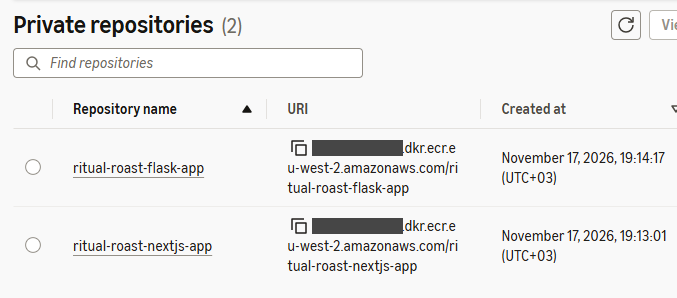 Private repositories (2)
Vie
Find repositories
Repository name ▲ URI Created at
ritual-roast-flask-app
.dkr.ecr.e
u-west-2.amazonaws.com/ri
tual-roast-flask-app
November 17, 2026, 19:14:17
(UTC+03)
ritual-roast-nextjs-app
.dkr.ecr.e
u-west-2.amazonaws.com/ri
tual-roast-nextjs-app
November 17, 2026, 19:13:01
(UTC+03)